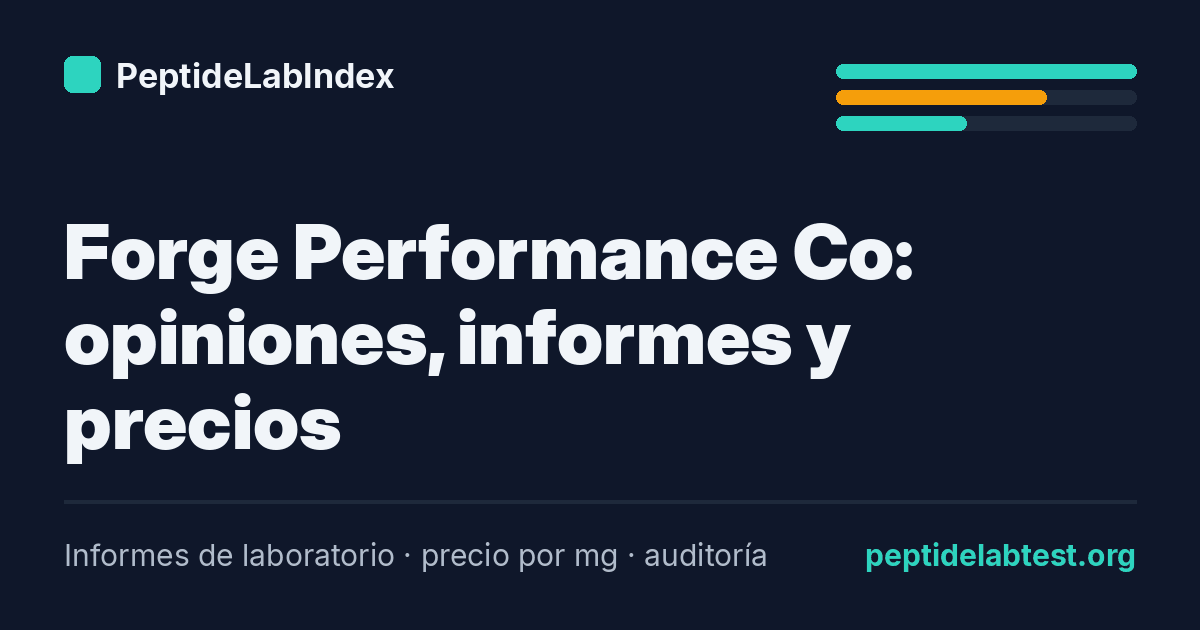 PeptideLabIndex
Forge Performance Co:
opiniones, informes y
precios
Informes de laboratorio · precio por mg · auditoría
peptidelabtest.org